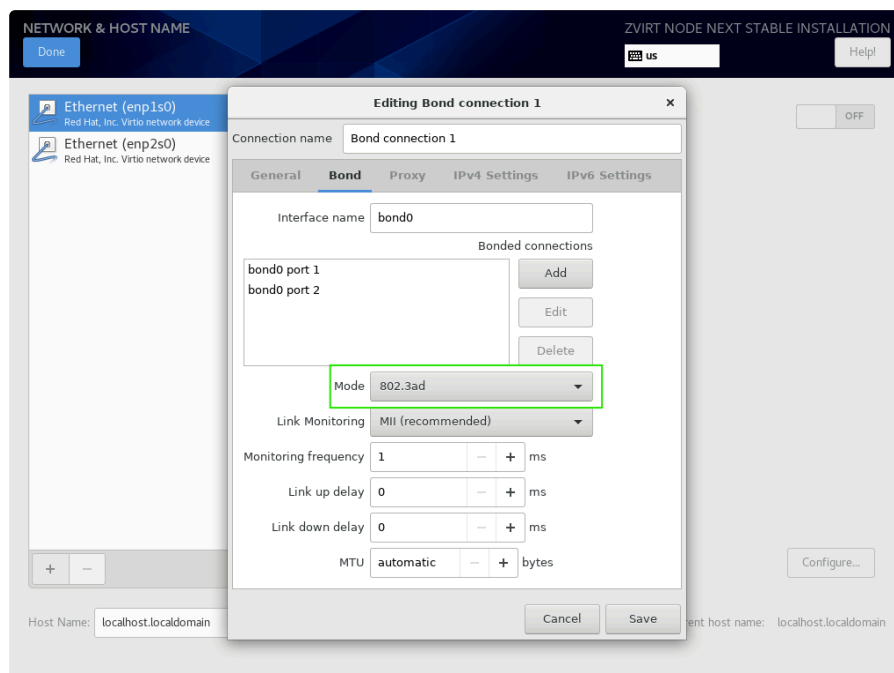 NETWORK & HOST NAME
ZVIRT NODE NEXT STABLE INSTALLATION
Done
us
Help!
Ethernet (enp1s0)
Red Hat, Inc. Virtio network device
Ethernet (enp2s0)
Red Hat, Inc. Virtio network device
OFF
Editing Bond connection 1
×
Connection name Bond connection 1
General Bond Proxy IPv4 Settings IPv6 Settings
Interface name bond0
Bonded connections
bond0 port 1
bond0 port 2
Add
Edit
Delete
Mode 802.3ad
Link Monitoring MII (recommended)
Monitoring frequency 1 − + ms
Link up delay 0 − + ms
Link down delay 0 − + ms
MTU automatic − + bytes
+ −
Configure...
Cancel Save
Host Name: localhost.localdomain
ent host name: localhost.localdomain